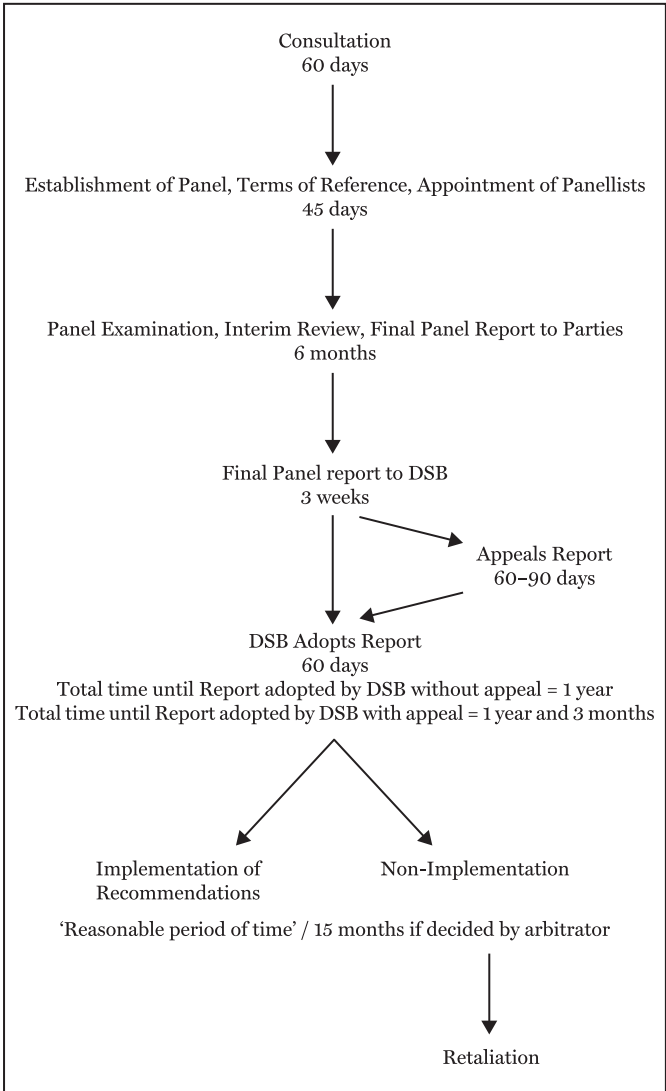 Consultation
60 days
Establishment of Panel, Terms of Reference, Appointment of Panellists
45 days
Panel Examination, Interim Review, Final Panel Report to Parties
6 months
Final Panel report to DSB
3 weeks
Appeals Report
60–90 days
DSB Adopts Report
60 days
Total time until Report adopted by DSB without appeal = 1 year
Total time until Report adopted by DSB with appeal = 1 year and 3 months
Implementation of
Recommendations
Non-Implementation
‘Reasonable period of time’ / 15 months if decided by arbitrator
Retaliation